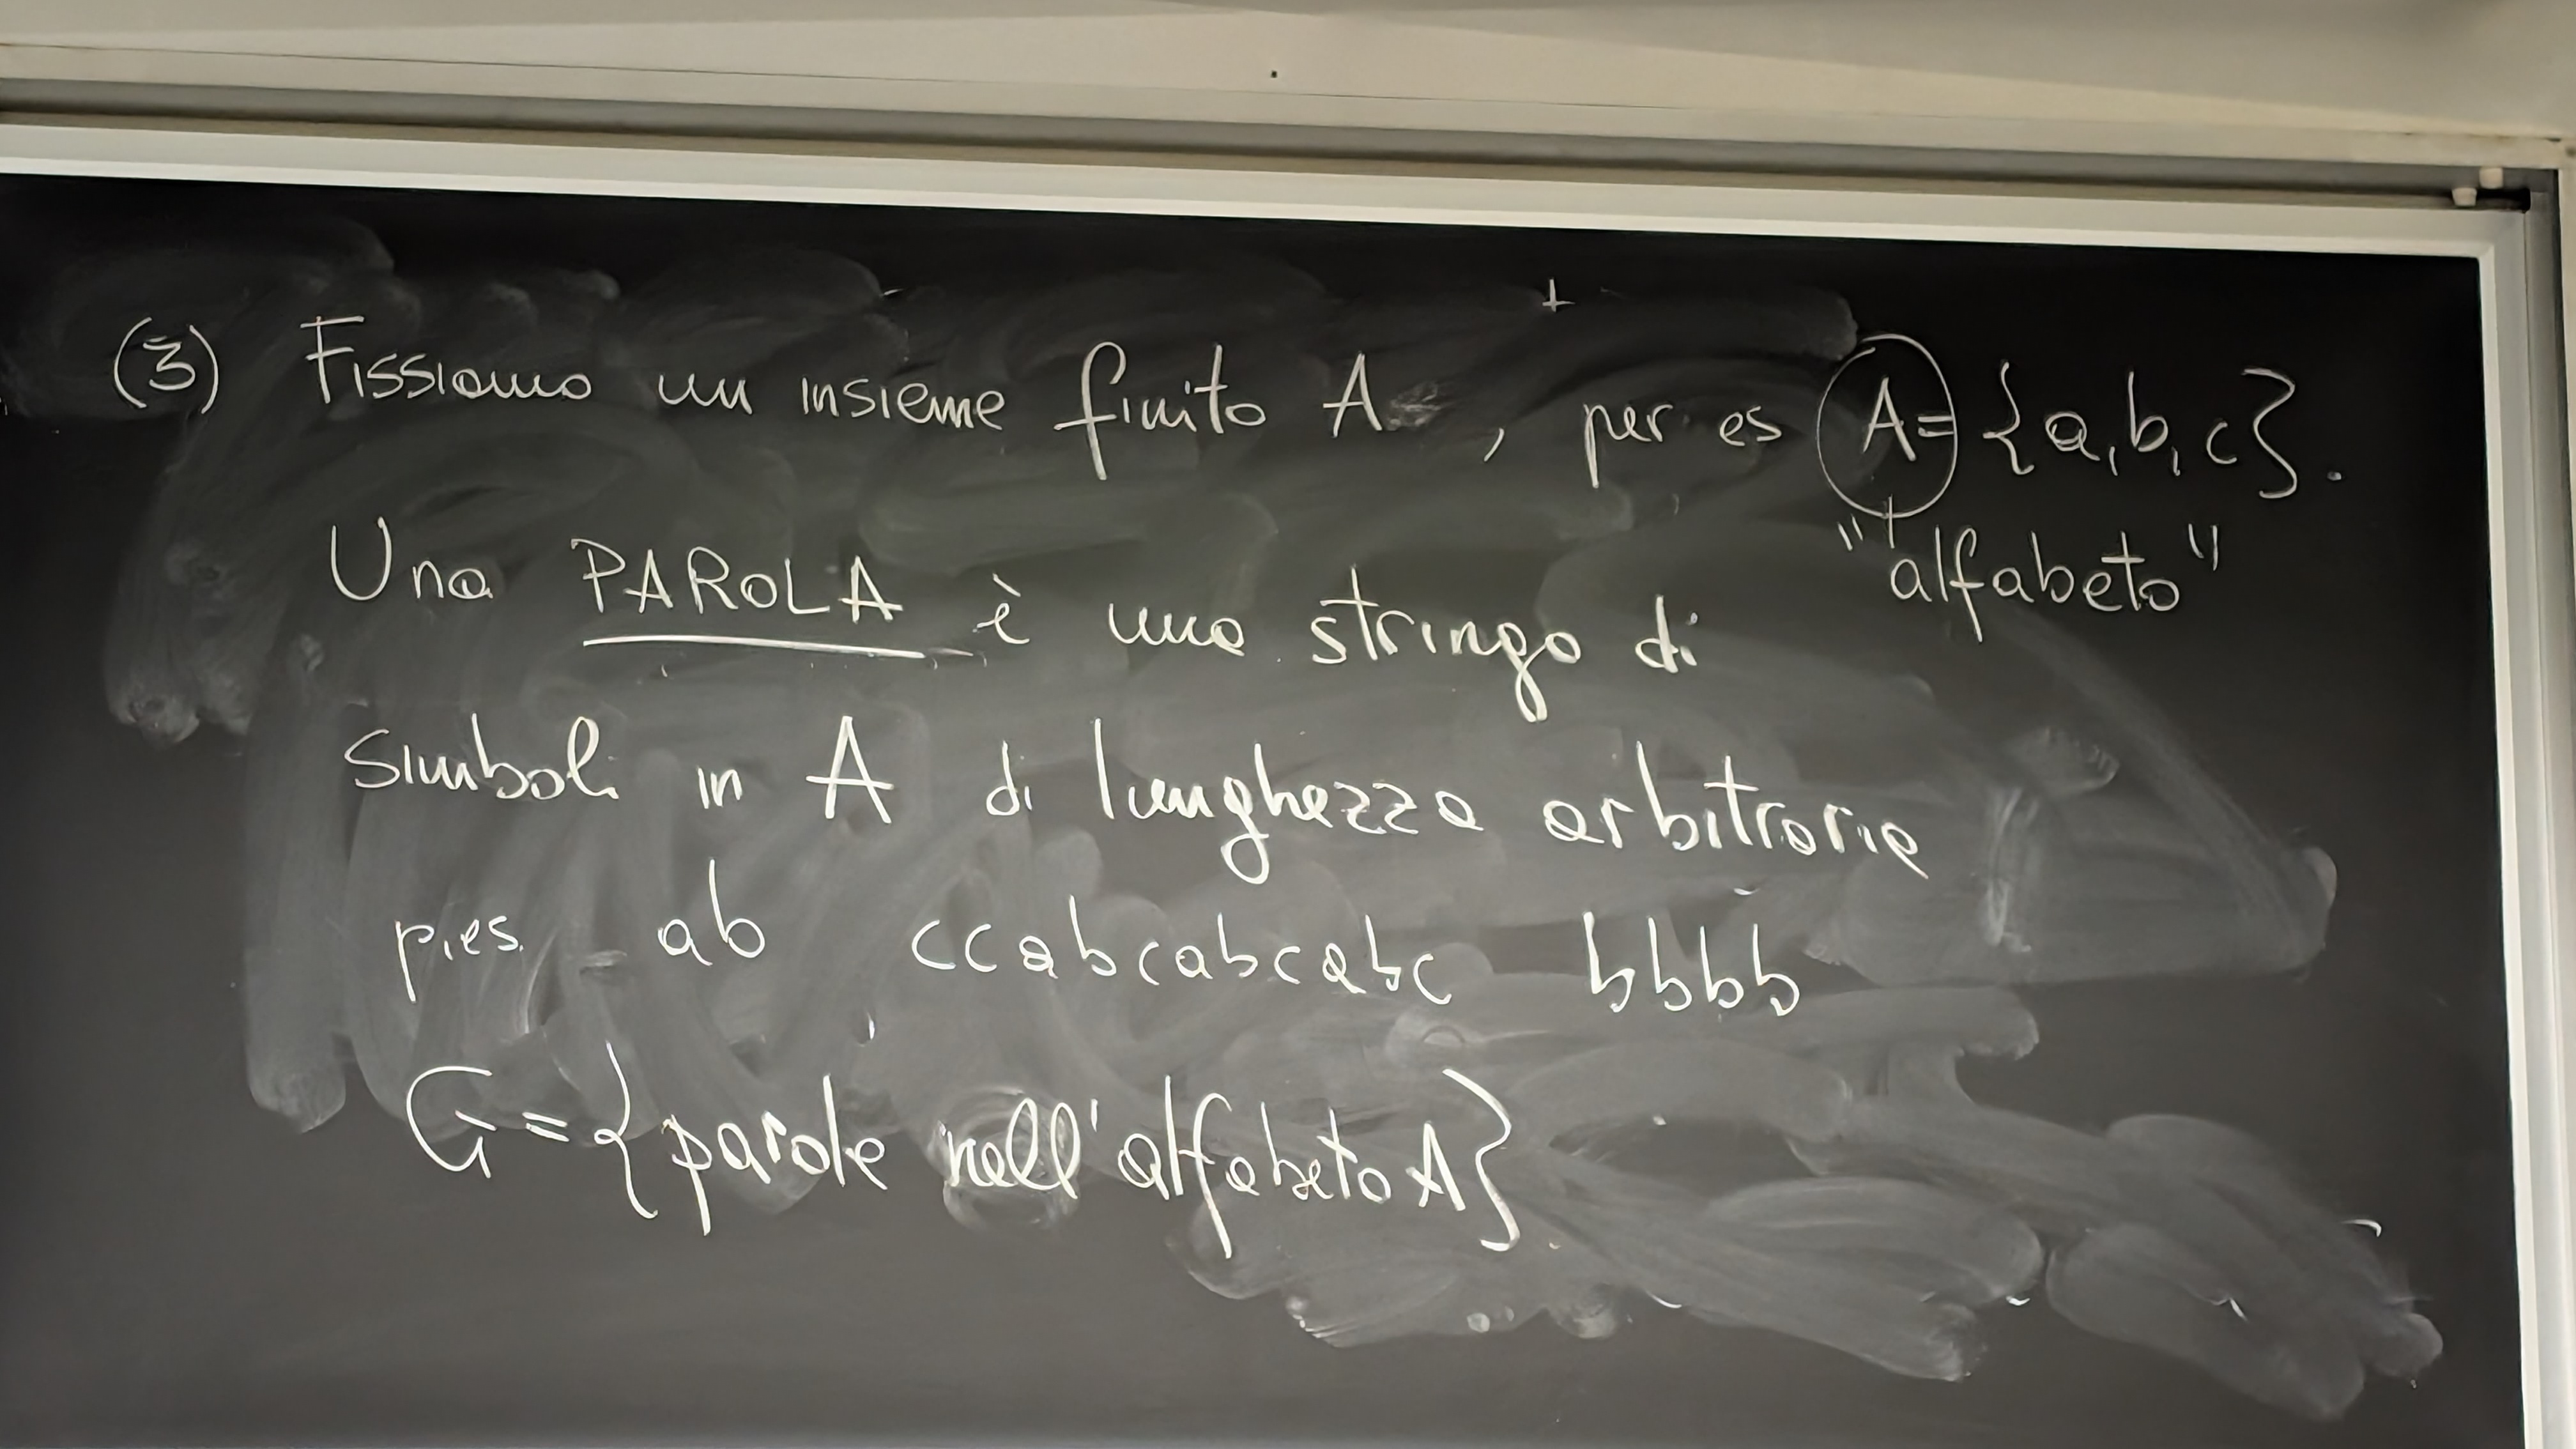 (3) Fissiamo un insieme finito A , per es A= {a,b,c}.
"alfabeto"
Una PAROLA è una stringa di
simboli in A di lunghezza arbitraria
p.es. ab ccabcabcabc bbbb
G={parole nell'alfabeto A}.